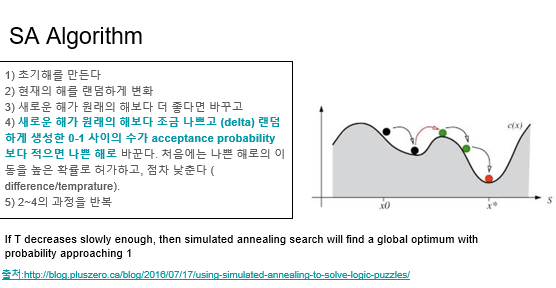 SA Algorithm
1) 초기해를 만든다
2) 현재의 해를 랜덤하게 변화
3) 새로운 해가 원래의 해보다 더 좋다면 바꾸고
4) 새로운 해가 원래의 해보다 조금 나쁘고 (delta) 랜덤
하게 생성한 0-1 사이의 수가 acceptance probability
보다 적으면 나쁜 해로 바꾼다. 처음에는 나쁜 해로의 이
동을 높은 확률로 허가하고, 점차 낮춘다 (
difference/temprature).
5) 2~4의 과정을 반복
c(x)
x0
x*
S
If T decreases slowly enough, then simulated annealing search will find a global optimum with
probability approaching 1
출처:http://blog.pluszero.ca/blog/2016/07/17/using-simulated-annealing-to-solve-logic-puzzles/